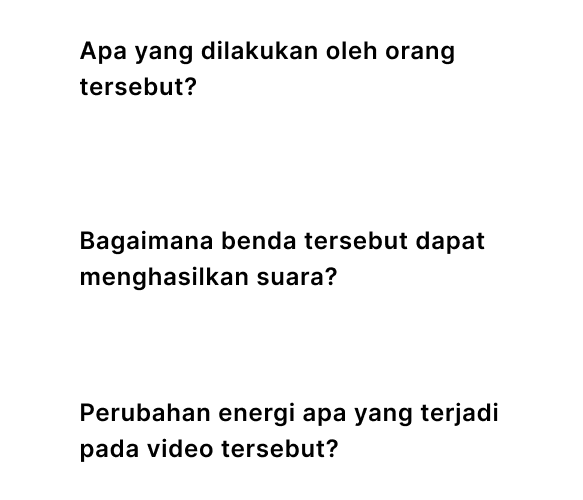 Apa yang dilakukan oleh orang
tersebut?
Bagaimana benda tersebut dapat
menghasilkan suara?
Perubahan energi apa yang terjadi
pada video tersebut?